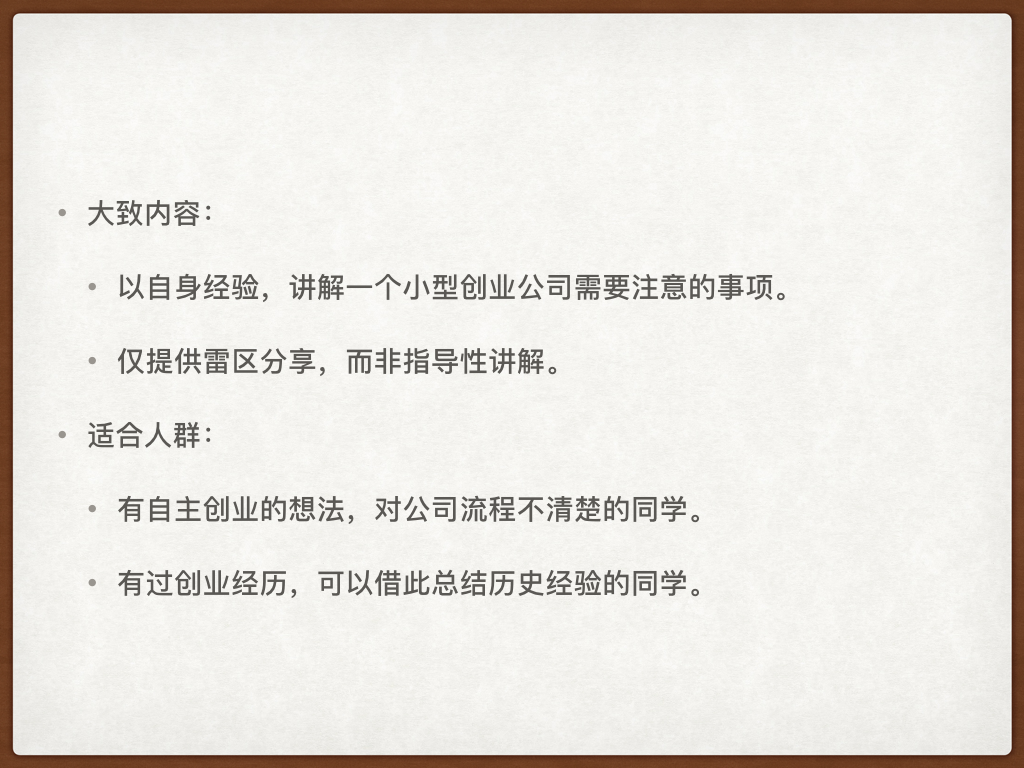 • 大致内容：
• 以自身经验，讲解一个小型创业公司需要注意的事项。
• 仅提供雷区分享，而非指导性讲解。
• 适合人群：
• 有自主创业的想法，对公司流程不清楚的同学。
• 有过创业经历，可以借此总结历史经验的同学。